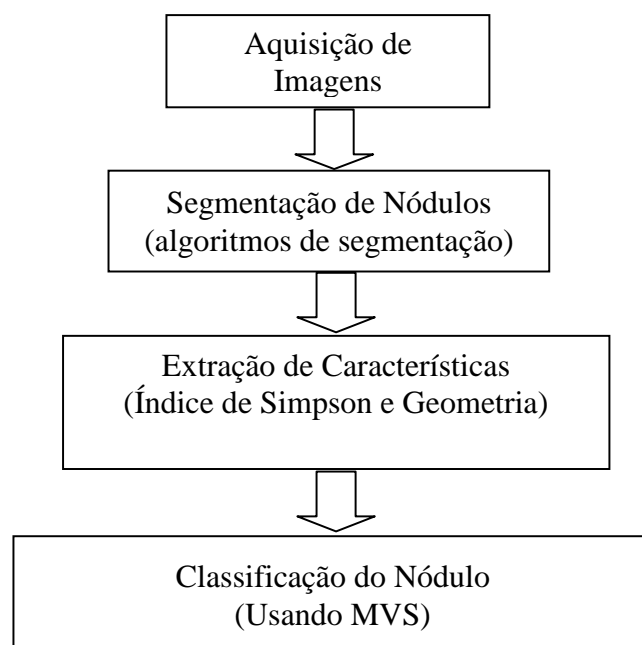 Aquisição de
Imagens
Segmentação de Nódulos
(algoritmos de segmentação)
Extração de Características
(Índice de Simpson e Geometria)
Classificação do Nódulo
(Usando MVS)